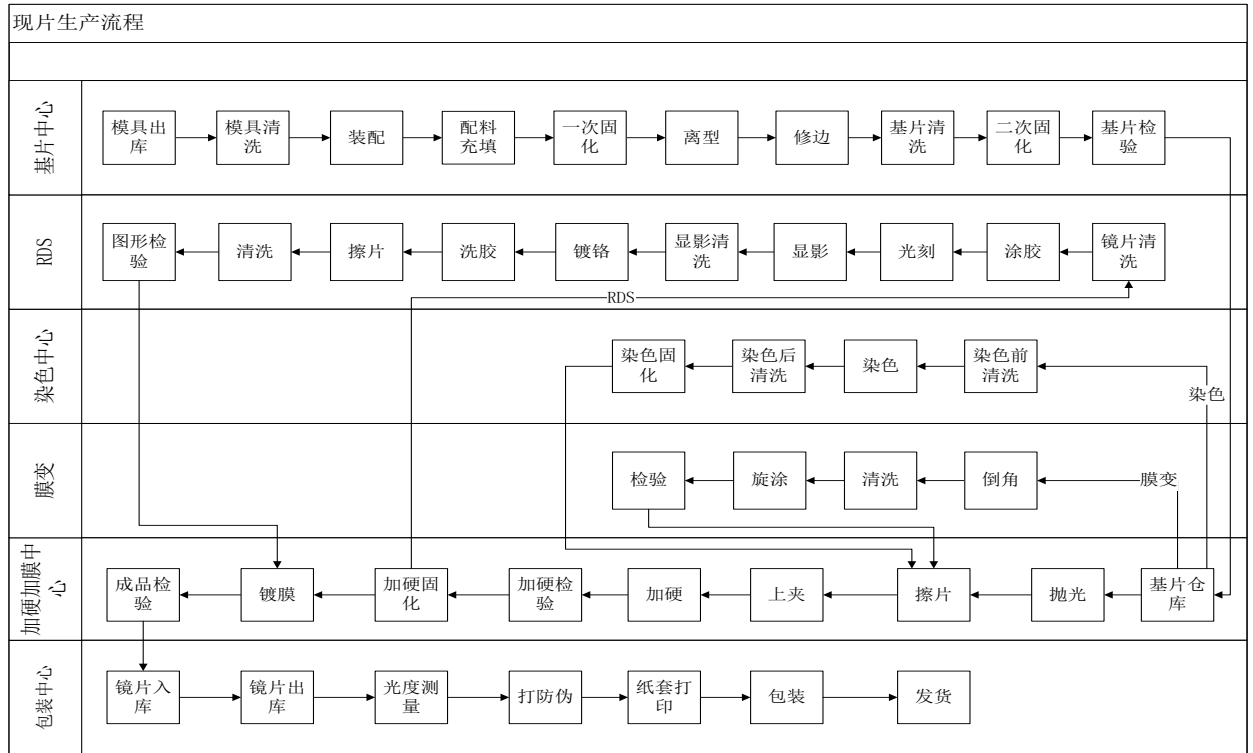 现片生产流程
基片中心
模具出
库
模具清
洗
装配
配料
充填
一次固
化
离型
修边
基片清
洗
二次固
化
基片检
验
RDS
图形检
验
清洗
擦片
洗胶
镀铬
显影清
洗
显影
光刻
涂胶
镜片清
洗
RDS
染色中心
染色固
化
染色后
清洗
染色
染色前
清洗
染色
膜变
检验
旋涂
清洗
倒角
膜变
加硬加膜中
心
成品检
验
镀膜
加硬固
化
加硬检
验
加硬
上夹
擦片
抛光
基片仓
库
包装中心
镜片入
库
镜片出
库
光度测
量
打防伪
纸套打
印
包装
发货